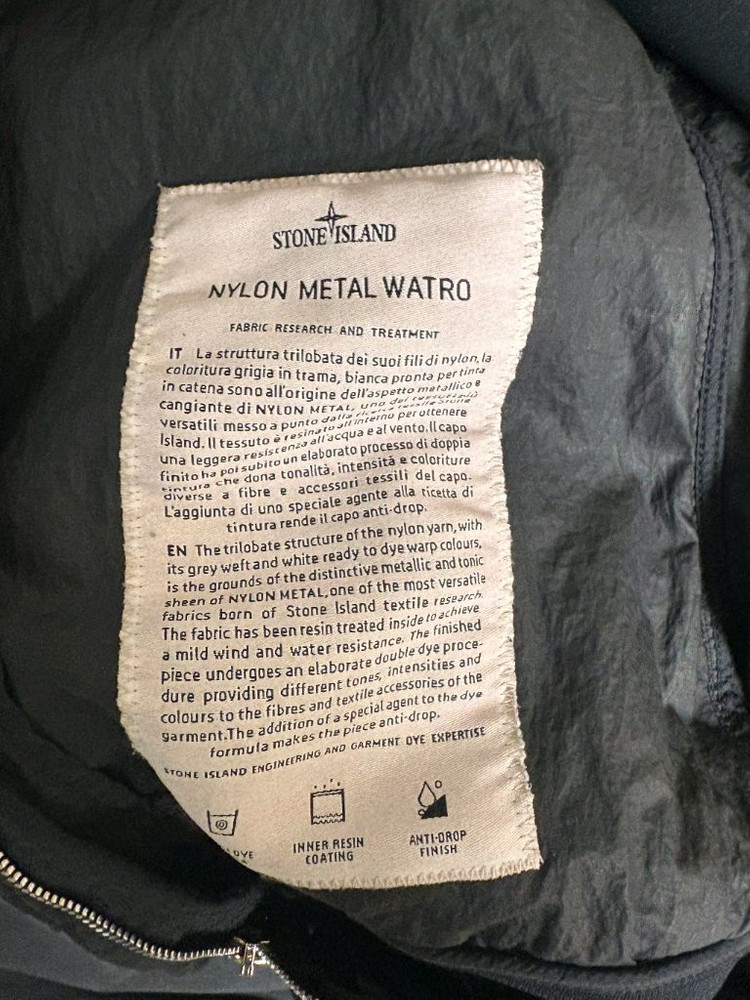 STONE ISLAND
NYLON METAL WATRO
FABRIC RESEARCH AND TREATMENT
IT La struttura trilobata dei suoi fili di nylon, la
coloritura grigia in trama, bianca pronta per tinta
in catena sono all'origine dell'aspetto metallico e
cangiante di NYLON METAL, uno dei tessuti più
versatili messo a punto dalla ricerca tessile Stone
Island. Il tessuto è resinato all'interno per ottenere
una leggera resistenza all'acqua e al vento. Il capo
finito ha poi subito un elaborato processo di doppia
tintura che dona tonalità, intensità e coloriture
diverse a fibre e accessori tessili del capo.
L'aggiunta di uno speciale agente alla ricetta di
tintura rende il capo anti-drop.
EN The trilobate structure of the nylon yarn, with
its grey weft and white ready to dye warp colours,
is the grounds of the distinctive metallic and tonic
sheen of NYLON METAL, one of the most versatile
fabrics born of Stone Island textile research.
The fabric has been resin treated inside to achieve
a mild wind and water resistance. The finished
piece undergoes an elaborate double dye proce-
dure providing different tones, intensities and
colours to the fibres and textile accessories of the
garment. The addition of a special agent to the dye
formula makes the piece anti-drop.
STONE ISLAND ENGINEERING AND GARMENT DYE EXPERTISE
INNER RESIN
COATING
ANTI-DROP
FINISH